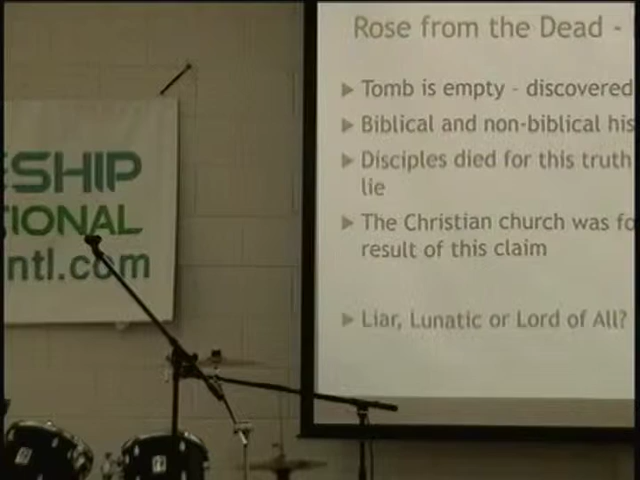 Rose from the Dead -
Tomb is empty - discovered
Biblical and non-biblical his
Disciples died for this truth
lie
The Christian church was fo
result of this claim
Liar, Lunatic or Lord of All?
ESHIP
TIONAL
ntl.com